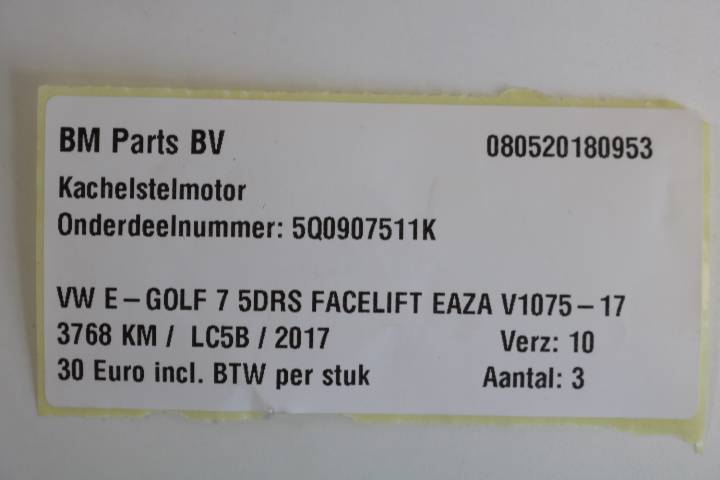 BM Parts BV 080520180953
Kachelstelmotor
Onderdeelnummer: 5Q0907511K
VW E-GOLF 7 5DRS FACELIFT EAZA V1075-17
3768 KM / LC5B / 2017 Verz: 10
30 Euro incl. BTW per stuk Aantal: 3